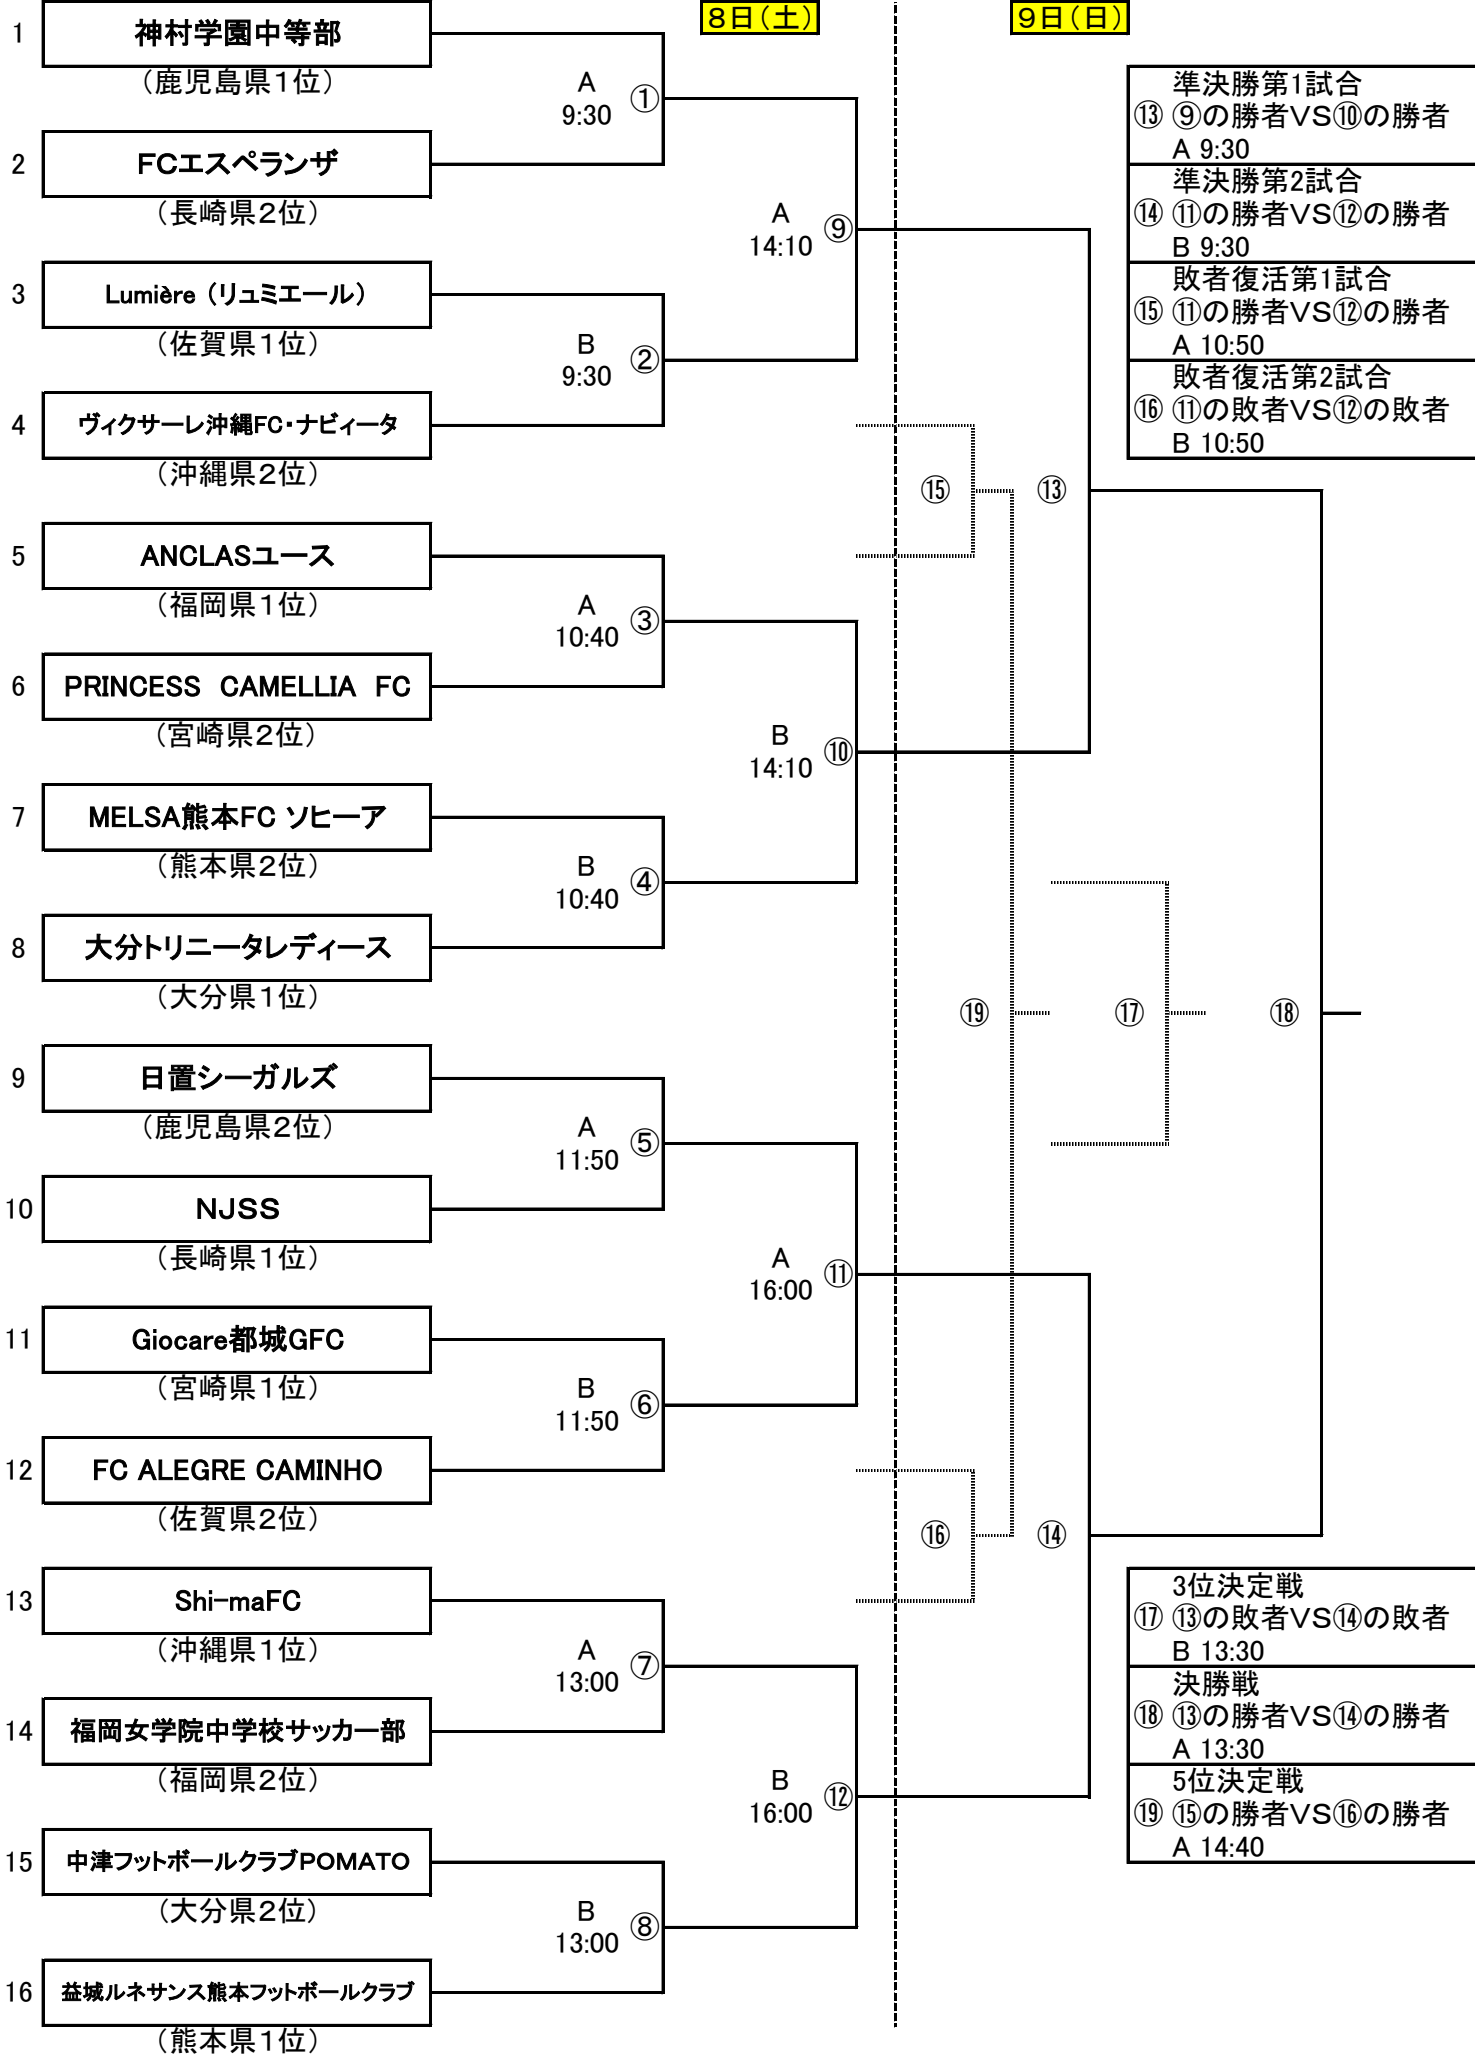 ８日（土）
９日（日）
1 神村学園中等部
（鹿児島県１位）
A
9:30 ①
2 FCエスペランザ
（長崎県２位）
A
14:10 ⑨
3 Lumière（リュミエール）
（佐賀県１位）
B
9:30 ②
4 ヴィクサーレ沖縄FC・ナビィータ
（沖縄県２位）
5 ANCLASユース
（福岡県１位）
A
10:40 ③
6 PRINCESS　CAMELLIA　FC
（宮崎県２位）
B
14:10 ⑩
7 MELSA熊本FC ソヒーア
（熊本県２位）
B
10:40 ④
8 大分トリニータレディース
（大分県１位）
9 日置シーガルズ
（鹿児島県２位）
A
11:50 ⑤
10 ＮＪＳＳ
（長崎県１位）
A
16:00 ⑪
11 Giocare都城GFC
（宮崎県１位）
B
11:50 ⑥
12 FC ALEGRE CAMINHO
（佐賀県２位）
13 Shi-maFC
（沖縄県１位）
A
13:00 ⑦
14 福岡女学院中学校サッカー部
（福岡県２位）
B
16:00 ⑫
15 中津フットボールクラブPOMATO
（大分県２位）
B
13:00 ⑧
16 益城ルネサンス熊本フットボールクラブ
（熊本県１位）
⑮ ⑬
⑲ ⑰ ⑱
⑯ ⑭
準決勝第1試合
⑬ ⑨の勝者VS⑩の勝者
A 9:30
準決勝第2試合
⑭ ⑪の勝者VS⑫の勝者
B 9:30
敗者復活第1試合
⑮ ⑪の勝者VS⑫の勝者
A 10:50
敗者復活第2試合
⑯ ⑪の敗者VS⑫の敗者
B 10:50
3位決定戦
⑰ ⑬の敗者VS⑭の敗者
B 13:30
決勝戦
⑱ ⑬の勝者VS⑭の勝者
A 13:30
5位決定戦
⑲ ⑮の勝者VS⑯の勝者
A 14:40